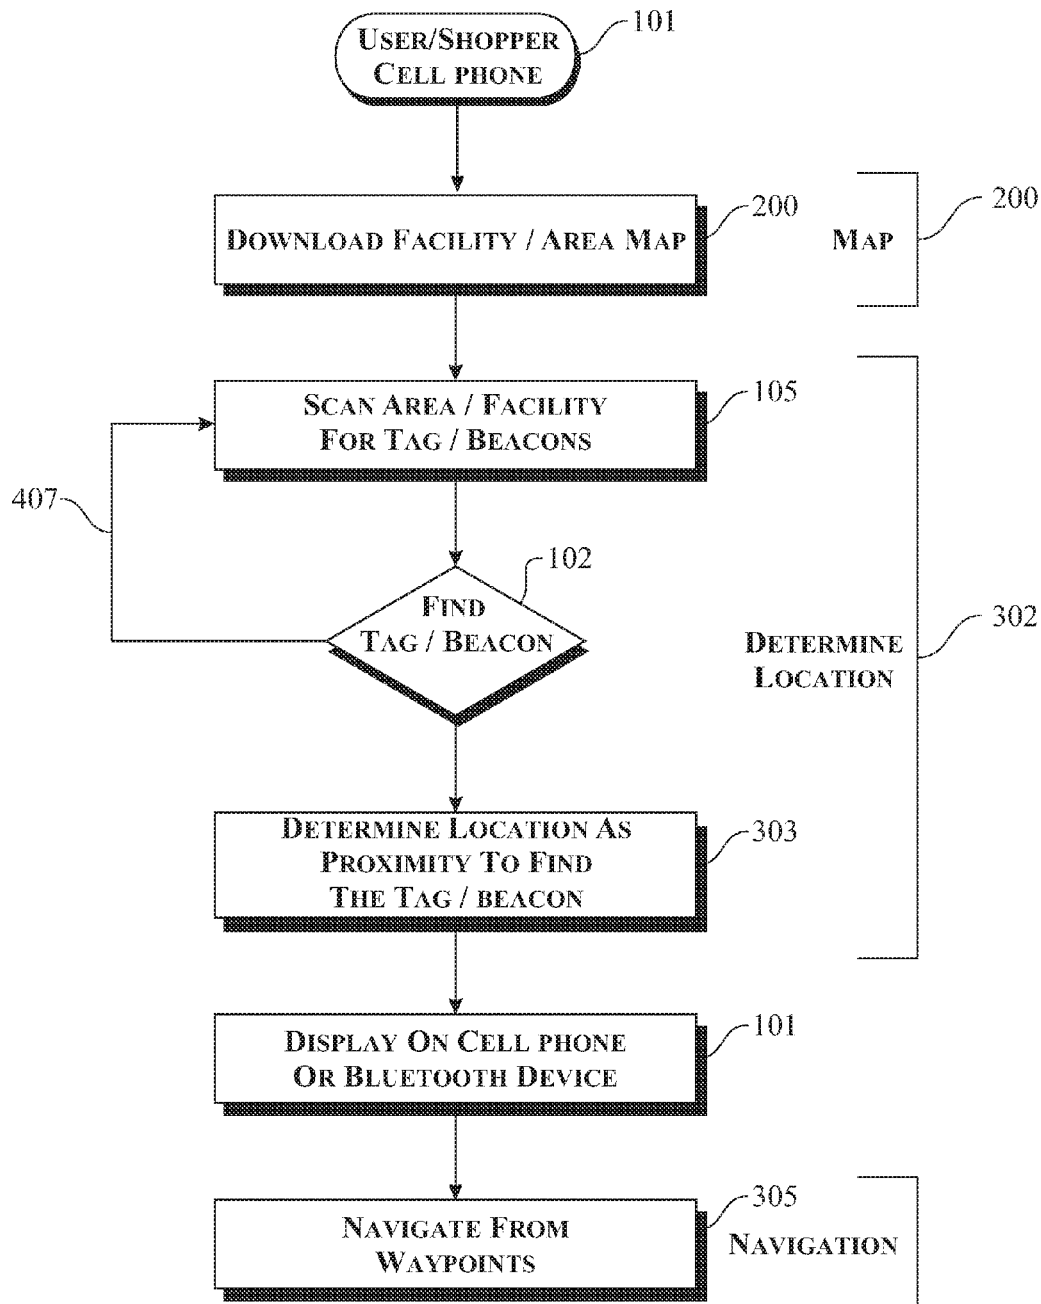 USER/SHOPPER
CELL PHONE
101
DOWNLOAD FACILITY / AREA MAP
200
MAP
200
SCAN AREA / FACILITY
FOR TAG / BEACONS
105
407
FIND
TAG / BEACON
102
DETERMINE
LOCATION
302
DETERMINE LOCATION AS
PROXIMITY TO FIND
THE TAG / BEACON
303
DISPLAY ON CELL PHONE
OR BLUETOOTH DEVICE
101
NAVIGATE FROM
WAYPOINTS
305
NAVIGATION